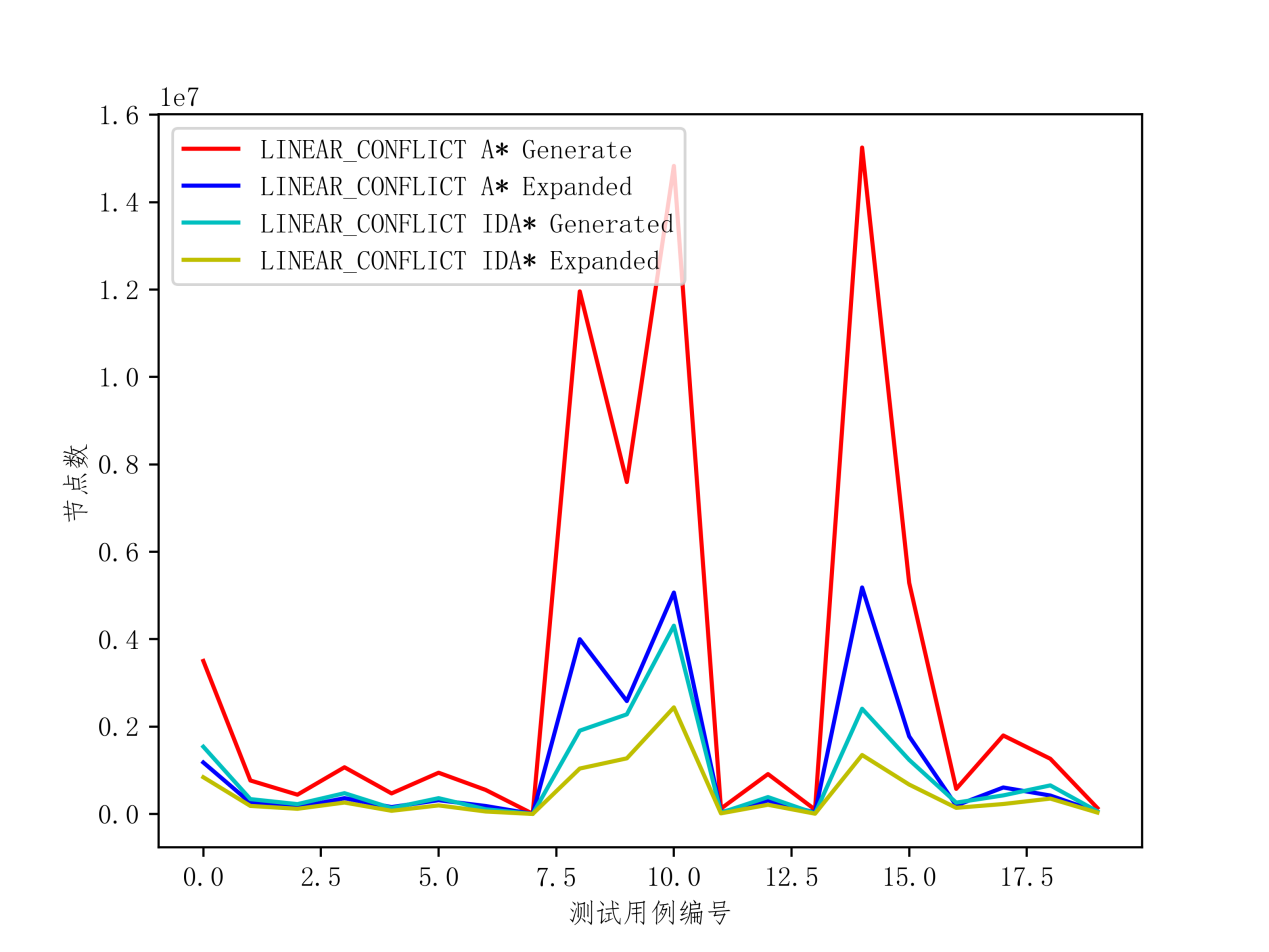 1e7
1.6
1.4
1.2
1.0
0.8
0.6
0.4
0.2
0.0
节点数
LINEAR_CONFLICT A* Generate
LINEAR_CONFLICT A* Expanded
LINEAR_CONFLICT IDA* Generated
LINEAR_CONFLICT IDA* Expanded
0.0 2.5 5.0 7.5 10.0 12.5 15.0 17.5
测试用例编号